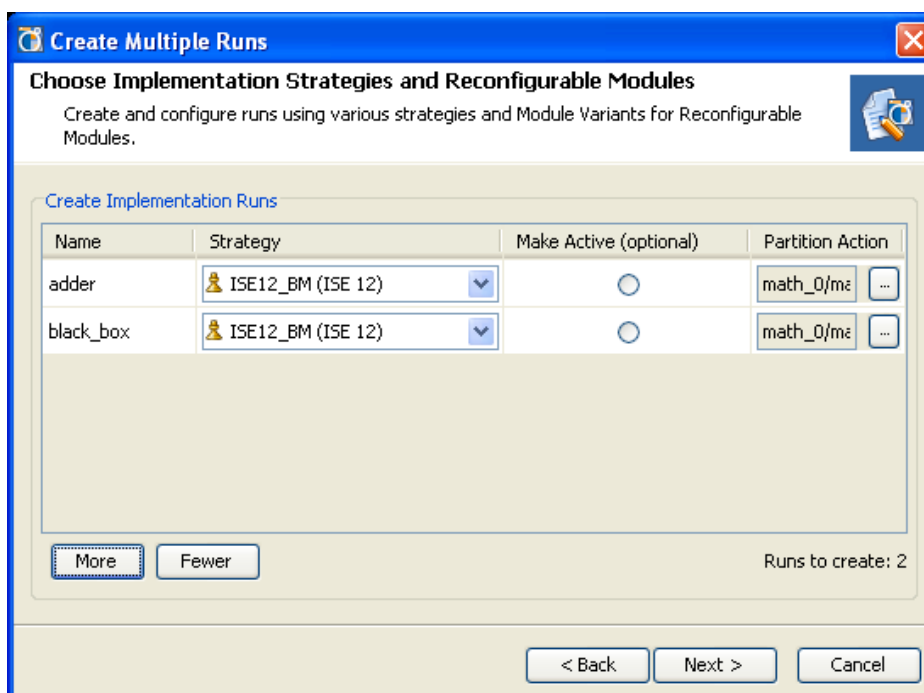 Create Multiple Runs
Choose Implementation Strategies and Reconfigurable Modules
Create and configure runs using various strategies and Module Variants for Reconfigurable
Modules.
Create Implementation Runs
Name Strategy Make Active (optional) Partition Action
adder ISE12_BM (ISE 12) math_0/ma ...
black_box ISE12_BM (ISE 12) math_0/ma ...
More Fewer Runs to create: 2
< Back Next > Cancel